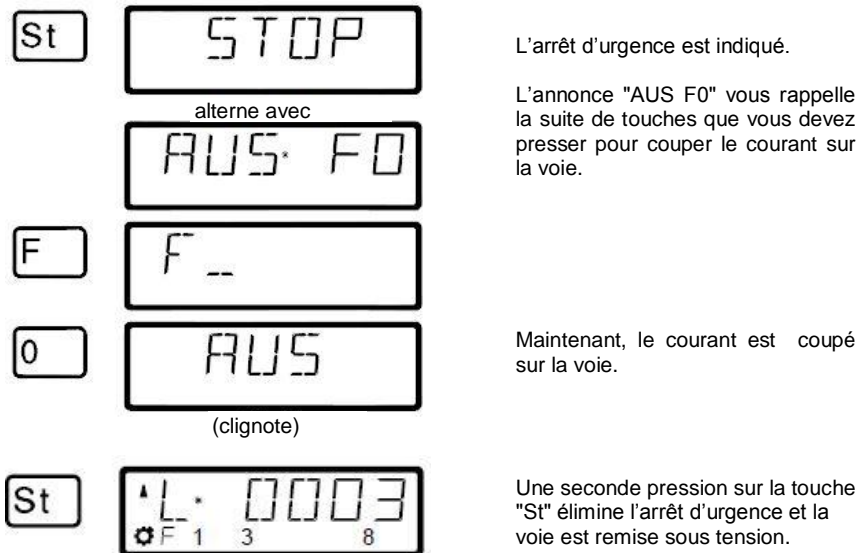 St
STOP
L'arrêt d'urgence est indiqué.
alterne avec
AUS* F0
L'annonce "AUS F0" vous rappelle
la suite de touches que vous devez
presser pour couper le courant sur
la voie.
F
F_
0
AUS
Maintenant, le courant est coupé
sur la voie.
(clignote)
St
L* 0003
F 1 3 8
Une seconde pression sur la touche
"St" élimine l'arrêt d'urgence et la
voie est remise sous tension.